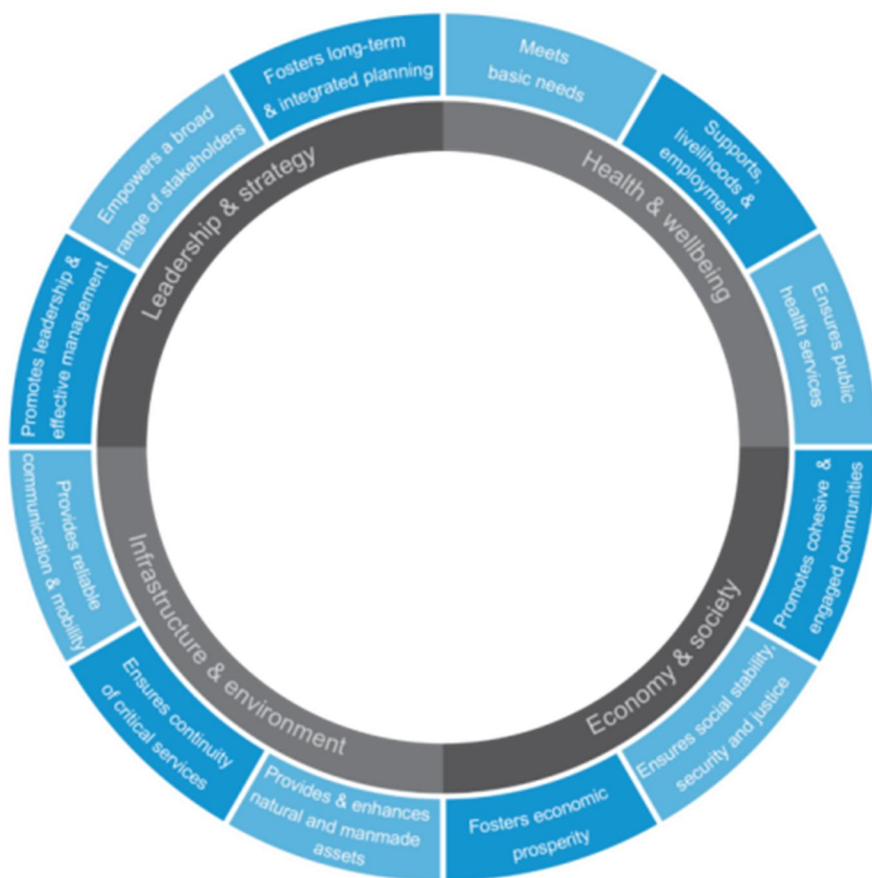 Meets
basic needs
Supports,
livelihoods &
employment
Ensures public
health services
Promotes cohesive &
engaged communities
Ensures social stability,
security and justice
Fosters economic
prosperity
Provides & enhances
natural and manmade
assets
Ensures continuity
of critical services
Provides reliable
communication & mobility
Promotes leadership &
effective management
Empowers a broad
range of stakeholders
Fosters long-term
& integrated planning
Health & wellbeing
Economy & society
Infrastructure & environment
Leadership & strategy